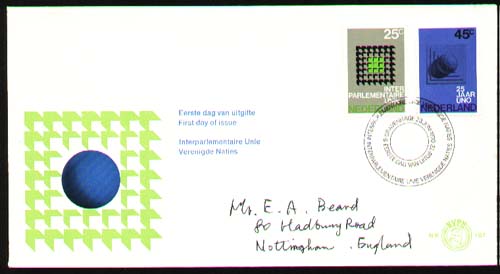 25c
INTER
PARLEMENTAIRE
UNIE
NEDERLAND
45c
25
JAAR
UNO
NEDERLAND
Eerste dag van uitgifte
First day of issue
Interparlementaire Unie
Verenigde Naties
Mr. E. A. Beard
80 Hadbury Road
Nottingham. England